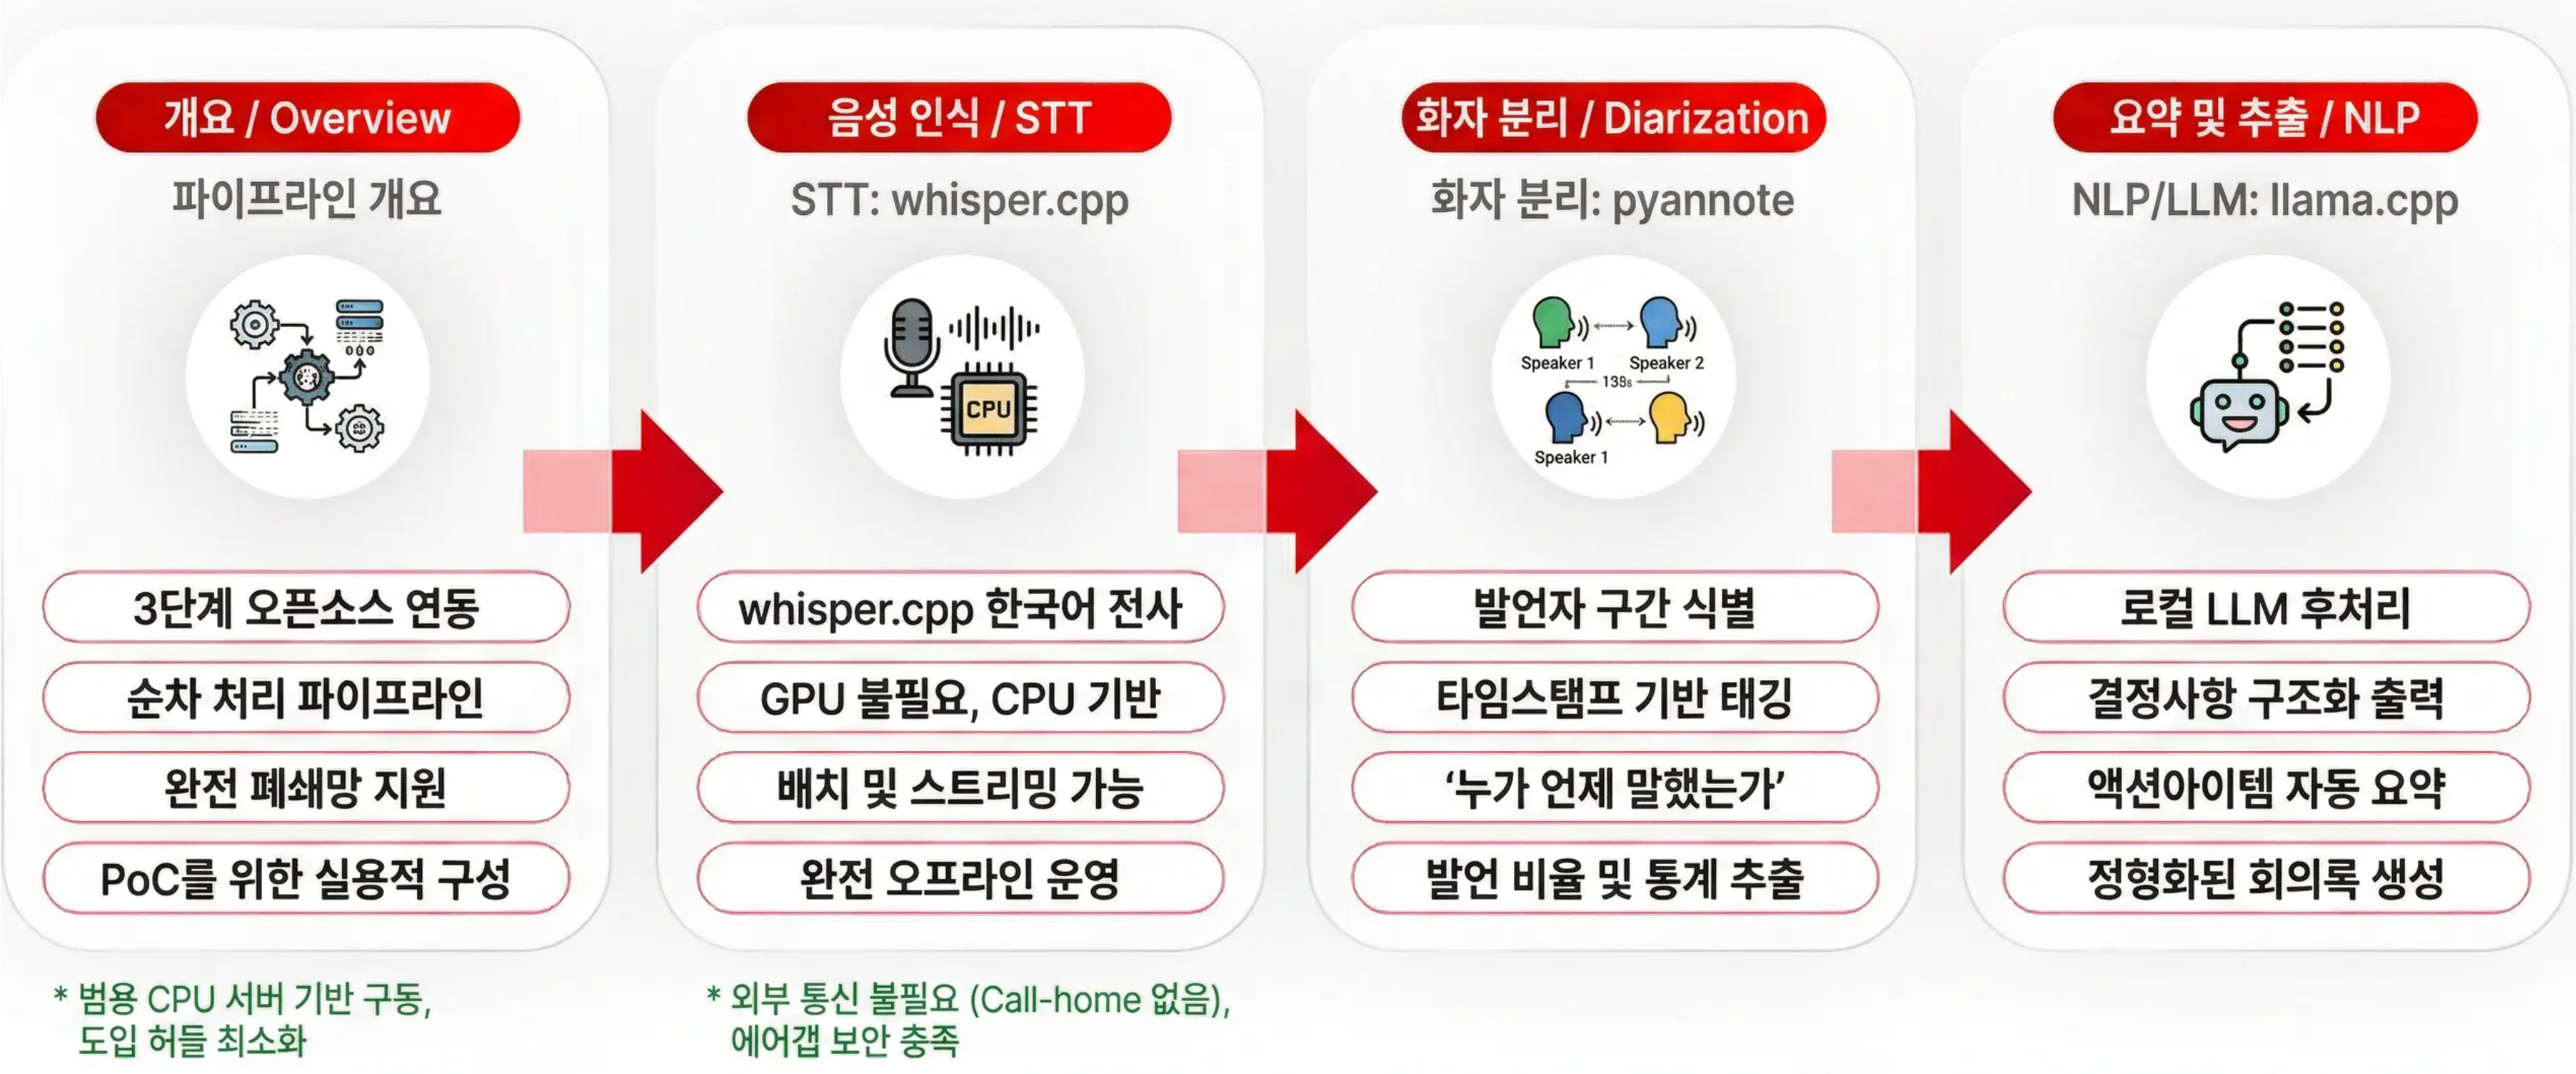 개요 / Overview
파이프라인 개요
3단계 오픈소스 연동
순차 처리 파이프라인
완전 폐쇄망 지원
PoC를 위한 실용적 구성
* 범용 CPU 서버 기반 구동,
도입 허들 최소화
음성 인식 / STT
STT: whisper.cpp
CPU
whisper.cpp 한국어 전사
GPU 불필요, CPU 기반
배치 및 스트리밍 가능
완전 오프라인 운영
* 외부 통신 불필요 (Call-home 없음),
에어갭 보안 충족
화자 분리 / Diarization
화자 분리: pyannote
Speaker 1
Speaker 2
138s
Speaker 1
발언자 구간 식별
타임스탬프 기반 태깅
‘누가 언제 말했는가’
발언 비율 및 통계 추출
요약 및 추출 / NLP
NLP/LLM: llama.cpp
로컬 LLM 후처리
결정사항 구조화 출력
액션아이템 자동 요약
정형화된 회의록 생성